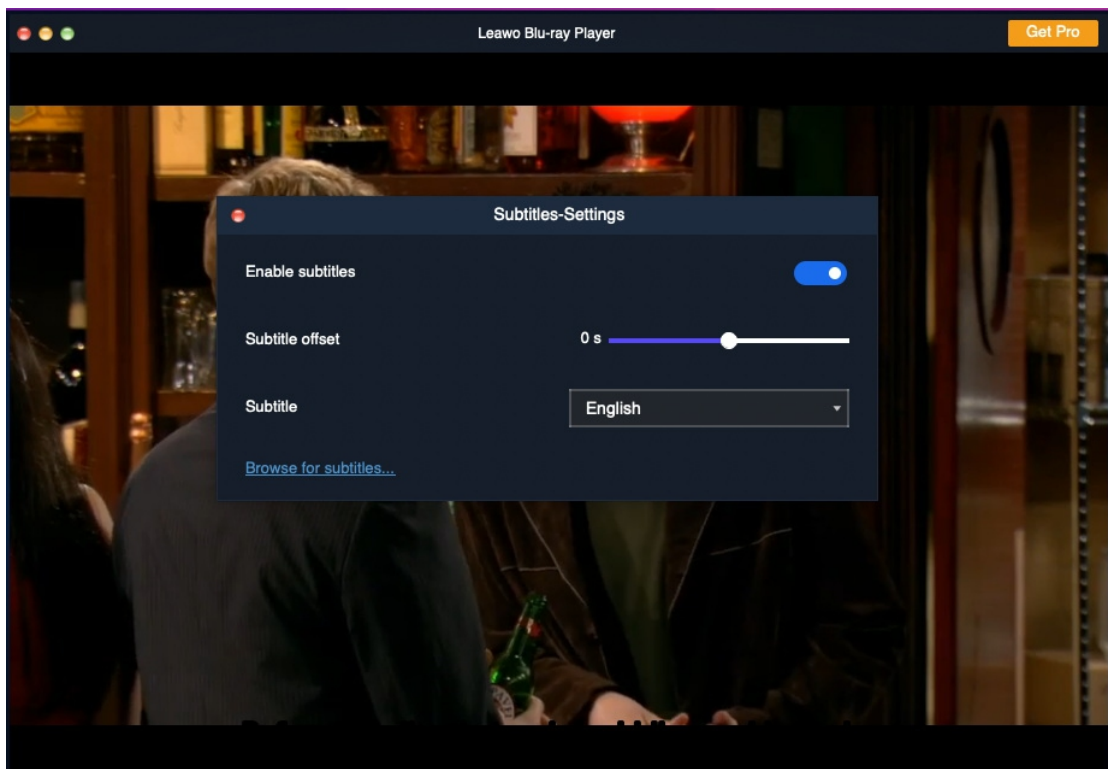 Leawo Blu-ray Player
Get Pro
Subtitles-Settings
Enable subtitles
Subtitle offset
0 s
Subtitle
English
Browse for subtitles...